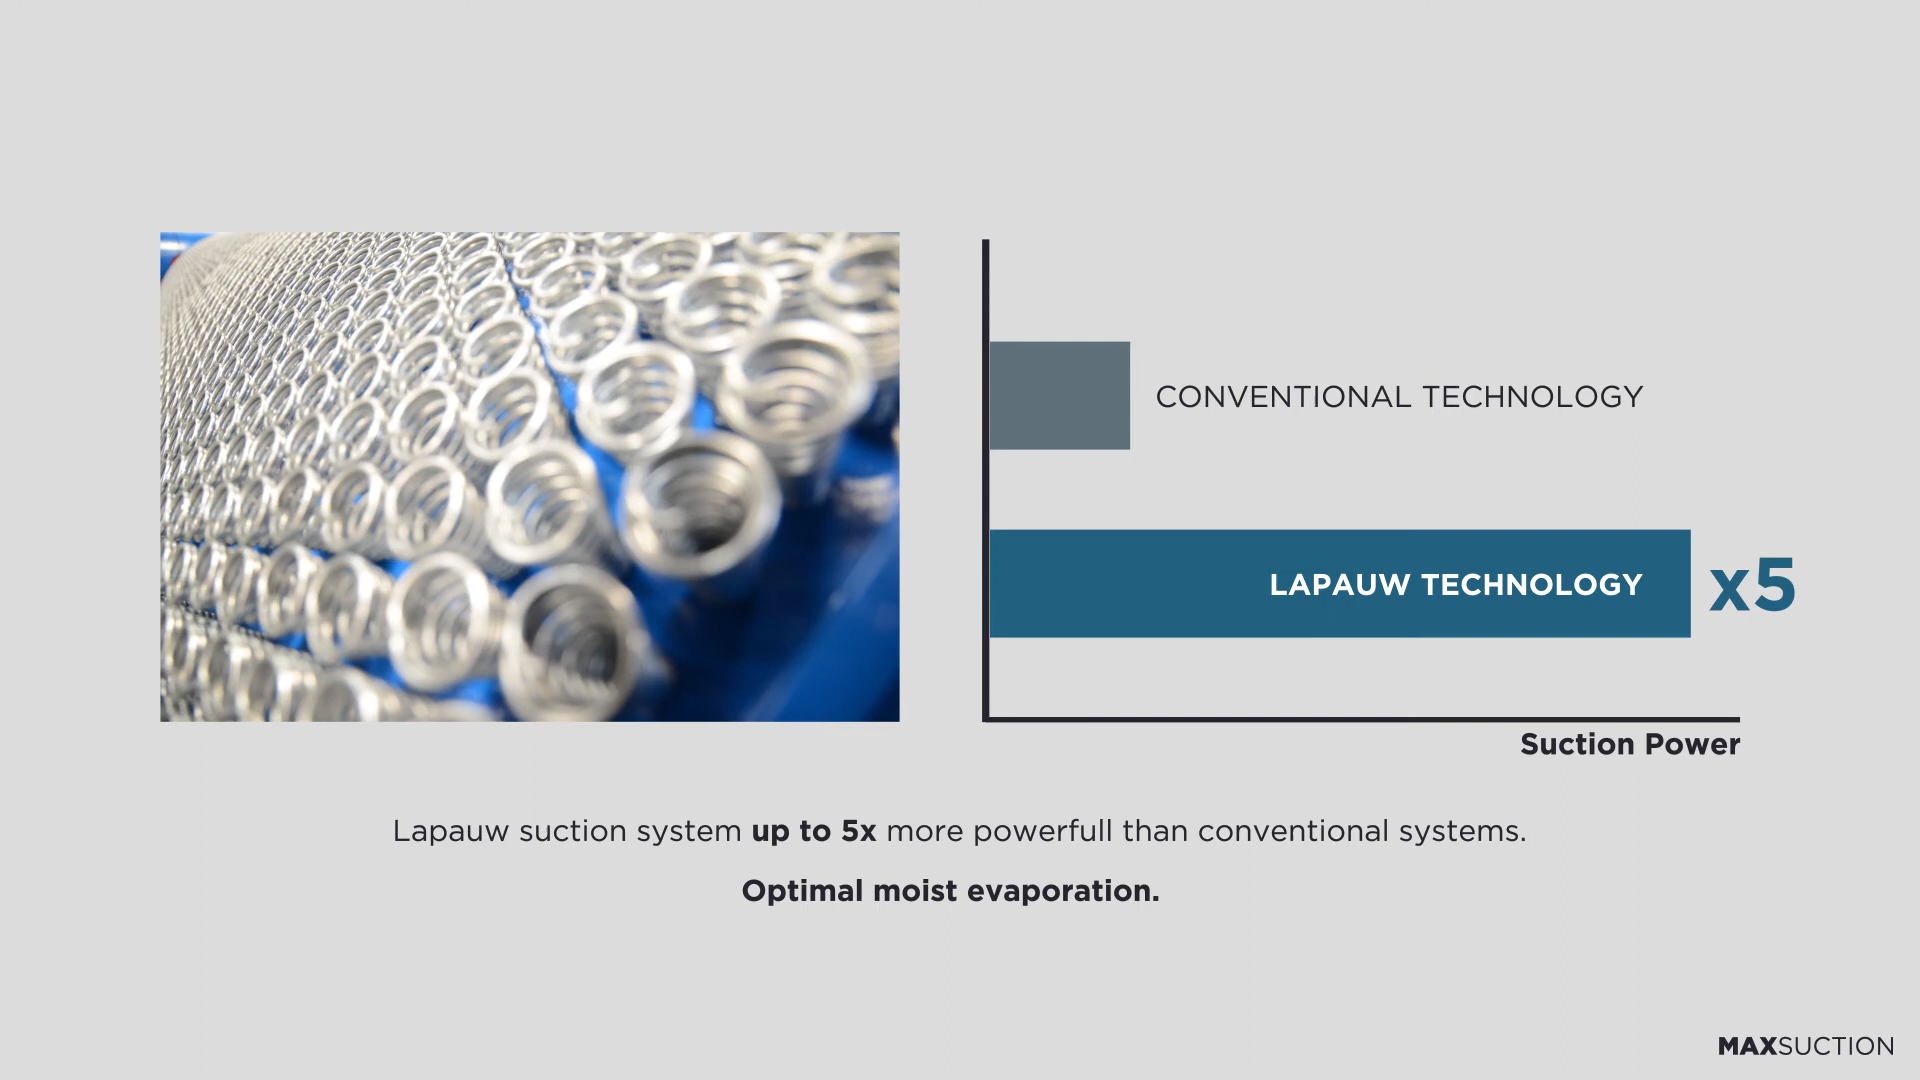 CONVENTIONAL TECHNOLOGY
LAPAUW TECHNOLOGY x5
Suction Power
Lapauw suction system up to 5x more powerfull than conventional systems.
Optimal moist evaporation.
MAXSUCTION